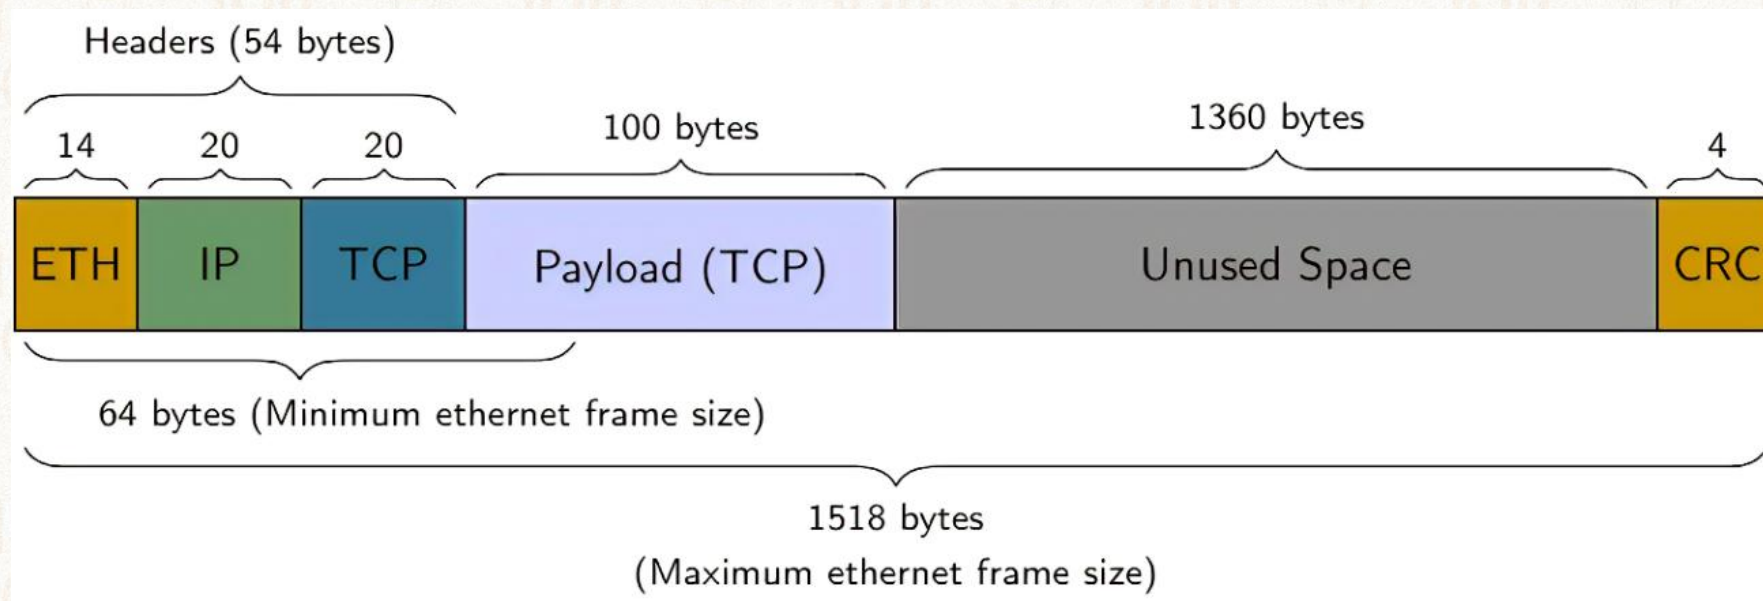 Headers (54 bytes)
14
20
20
100 bytes
1360 bytes
4
ETH
IP
TCP
Payload (TCP)
Unused Space
CRC
64 bytes (Minimum ethernet frame size)
1518 bytes
(Maximum ethernet frame size)